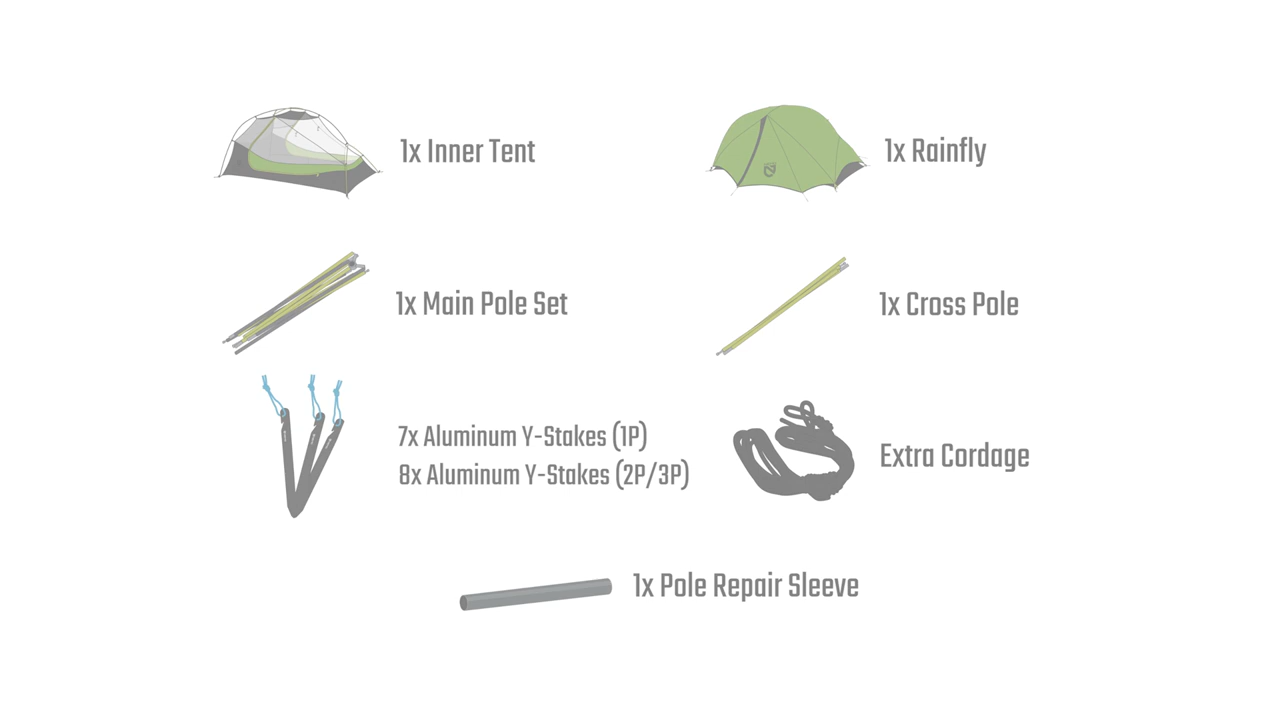 1x Inner Tent
1x Rainfly
1x Main Pole Set
1x Cross Pole
7x Aluminum Y-Stakes (1P)
8x Aluminum Y-Stakes (2P/3P)
Extra Cordage
1x Pole Repair Sleeve